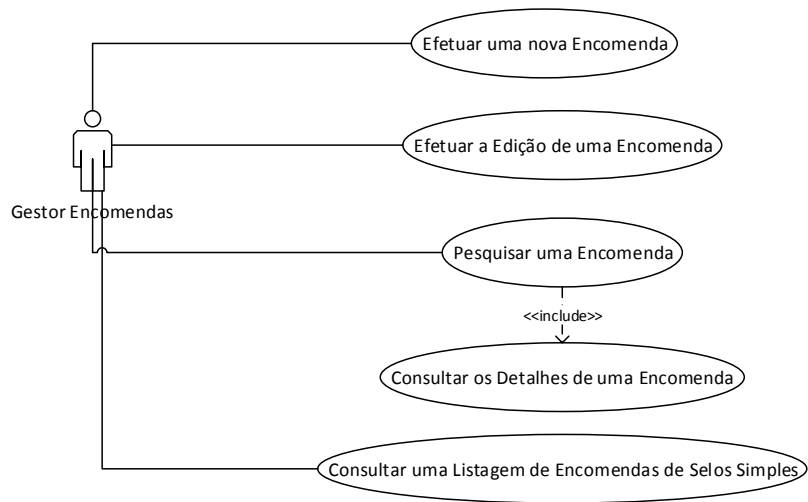 Efetuar uma nova Encomenda
Efetuar a Edição de uma Encomenda
Gestor Encomendas
Pesquisar uma Encomenda
<<include>>
Consultar os Detalhes de uma Encomenda
Consultar uma Listagem de Encomendas de Selos Simples